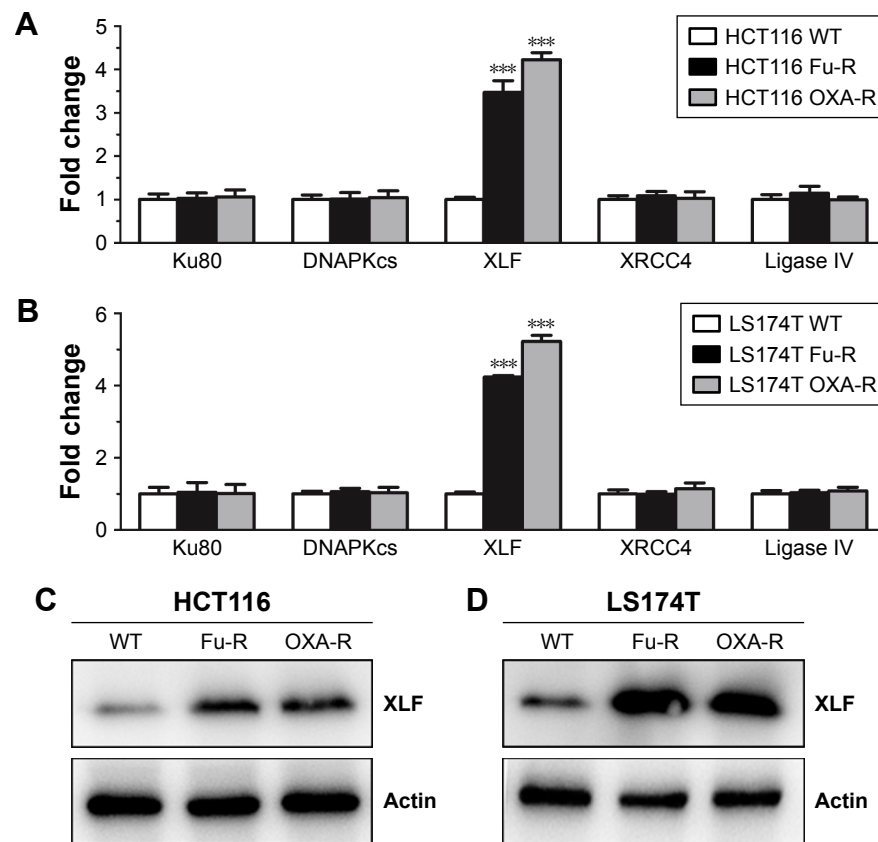 A
Fold change
5
4
3
2
1
0
*** ***
HCT116 WT
HCT116 Fu-R
HCT116 OXA-R
Ku80 DNAPKcs XLF XRCC4 Ligase IV
B
Fold change
6
4
2
0
*** ***
LS174T WT
LS174T Fu-R
LS174T OXA-R
Ku80 DNAPKcs XLF XRCC4 Ligase IV
C
HCT116
WT Fu-R OXA-R
XLF
Actin
D
LS174T
WT Fu-R OXA-R
XLF
Actin